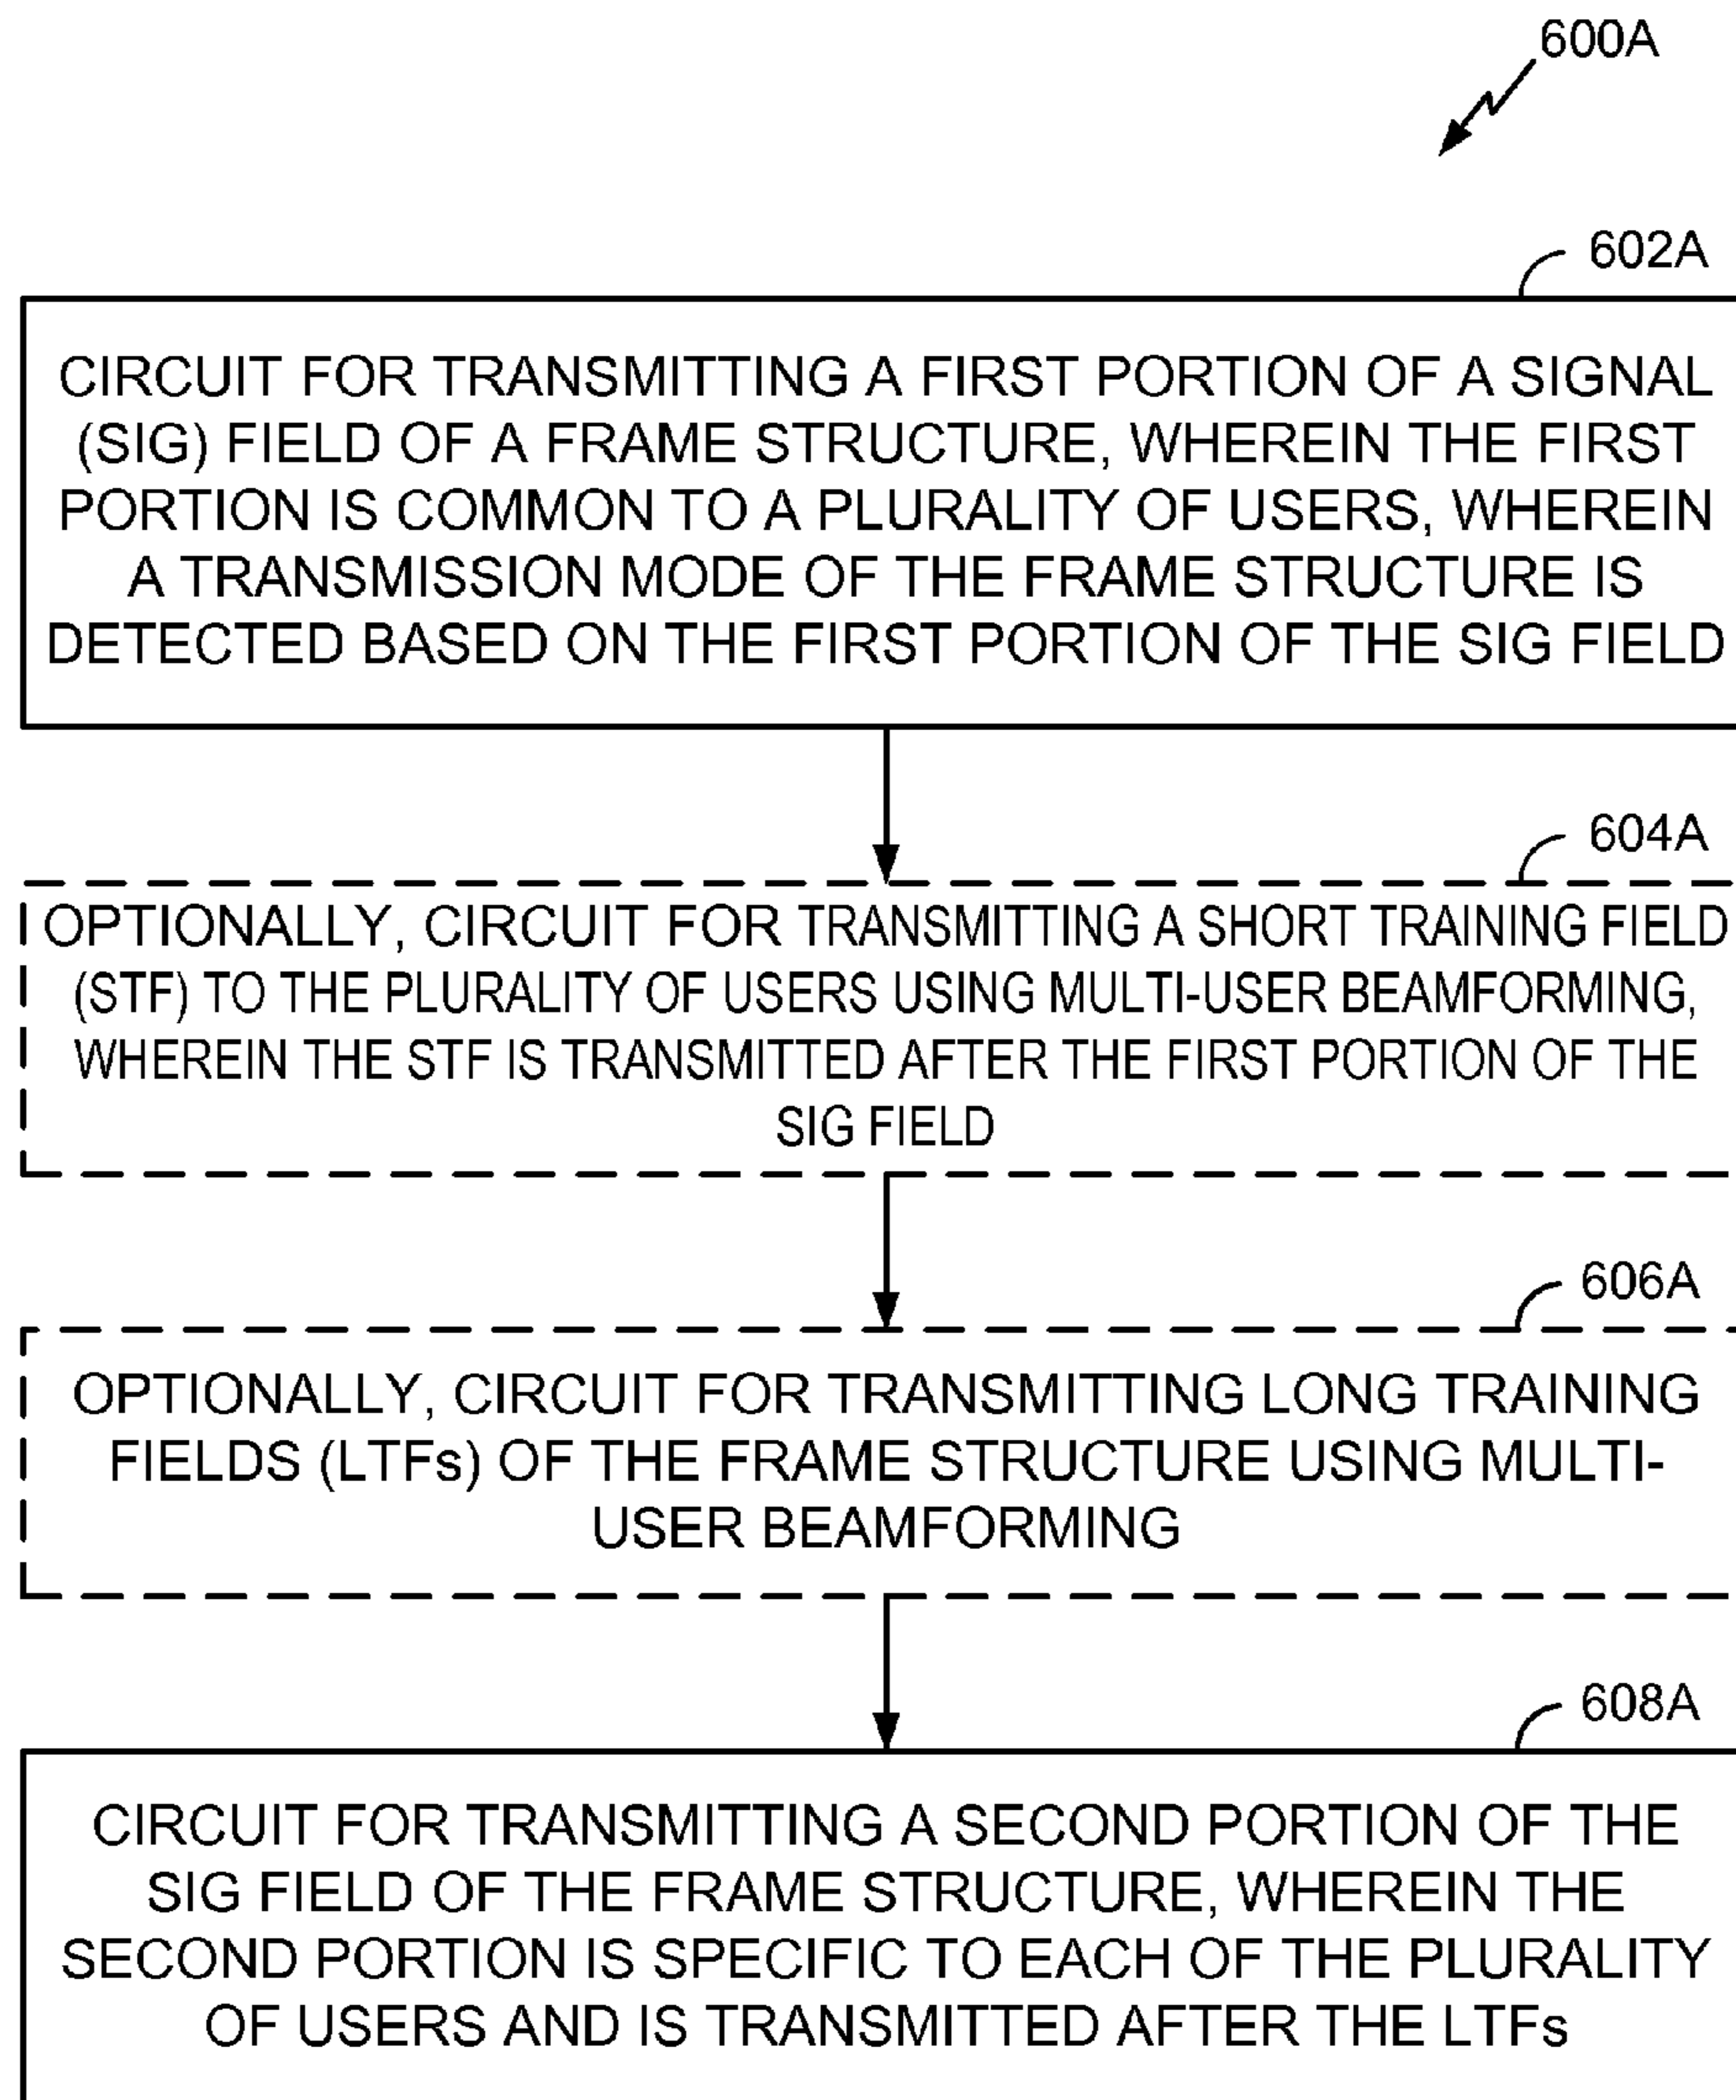 600A
602A
CIRCUIT FOR TRANSMITTING A FIRST PORTION OF A SIGNAL
(SIG) FIELD OF A FRAME STRUCTURE, WHEREIN THE FIRST
PORTION IS COMMON TO A PLURALITY OF USERS, WHEREIN
A TRANSMISSION MODE OF THE FRAME STRUCTURE IS
DETECTED BASED ON THE FIRST PORTION OF THE SIG FIELD
604A
OPTIONALLY, CIRCUIT FOR TRANSMITTING A SHORT TRAINING FIELD
(STF) TO THE PLURALITY OF USERS USING MULTI-USER BEAMFORMING,
WHEREIN THE STF IS TRANSMITTED AFTER THE FIRST PORTION OF THE
SIG FIELD
606A
OPTIONALLY, CIRCUIT FOR TRANSMITTING LONG TRAINING
FIELDS (LTFs) OF THE FRAME STRUCTURE USING MULTI-
USER BEAMFORMING
608A
CIRCUIT FOR TRANSMITTING A SECOND PORTION OF THE
SIG FIELD OF THE FRAME STRUCTURE, WHEREIN THE
SECOND PORTION IS SPECIFIC TO EACH OF THE PLURALITY
OF USERS AND IS TRANSMITTED AFTER THE LTFs